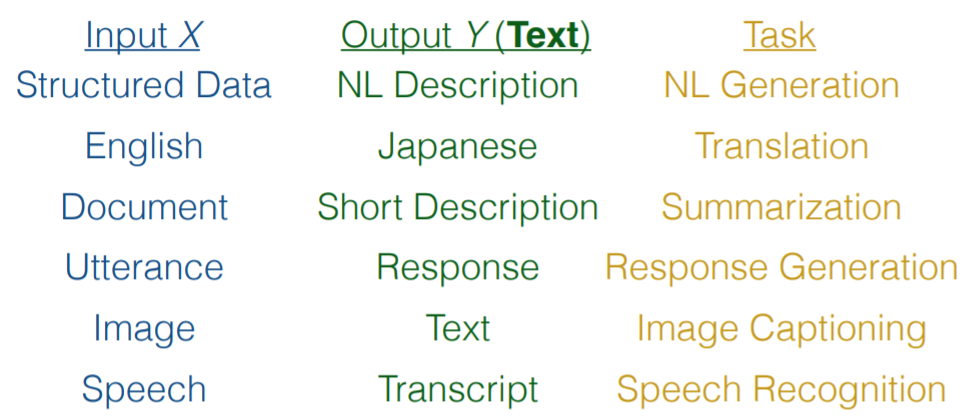 Input X Output Y (Text) Task
Structured Data NL Description NL Generation
English Japanese Translation
Document Short Description Summarization
Utterance Response Response Generation
Image Text Image Captioning
Speech Transcript Speech Recognition